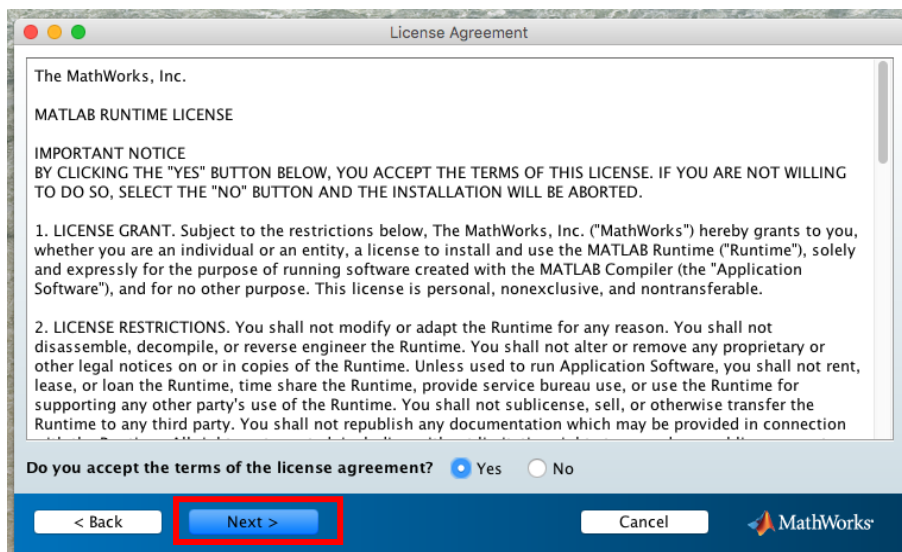 License Agreement
The MathWorks, Inc.
MATLAB RUNTIME LICENSE
IMPORTANT NOTICE
BY CLICKING THE "YES" BUTTON BELOW, YOU ACCEPT THE TERMS OF THIS LICENSE. IF YOU ARE NOT WILLING
TO DO SO, SELECT THE "NO" BUTTON AND THE INSTALLATION WILL BE ABORTED.
1. LICENSE GRANT. Subject to the restrictions below, The MathWorks, Inc. ("MathWorks") hereby grants to you,
whether you are an individual or an entity, a license to install and use the MATLAB Runtime ("Runtime"), solely
and expressly for the purpose of running software created with the MATLAB Compiler (the "Application
Software"), and for no other purpose. This license is personal, nonexclusive, and nontransferable.
2. LICENSE RESTRICTIONS. You shall not modify or adapt the Runtime for any reason. You shall not
disassemble, decompile, or reverse engineer the Runtime. You shall not alter or remove any proprietary or
other legal notices on or in copies of the Runtime. Unless used to run Application Software, you shall not rent,
lease, or loan the Runtime, time share the Runtime, provide service bureau use, or use the Runtime for
supporting any other party's use of the Runtime. You shall not sublicense, sell, or otherwise transfer the
Runtime to any third party. You shall not republish any documentation which may be provided in connection
Do you accept the terms of the license agreement? Yes No
< Back Next > Cancel MathWorks